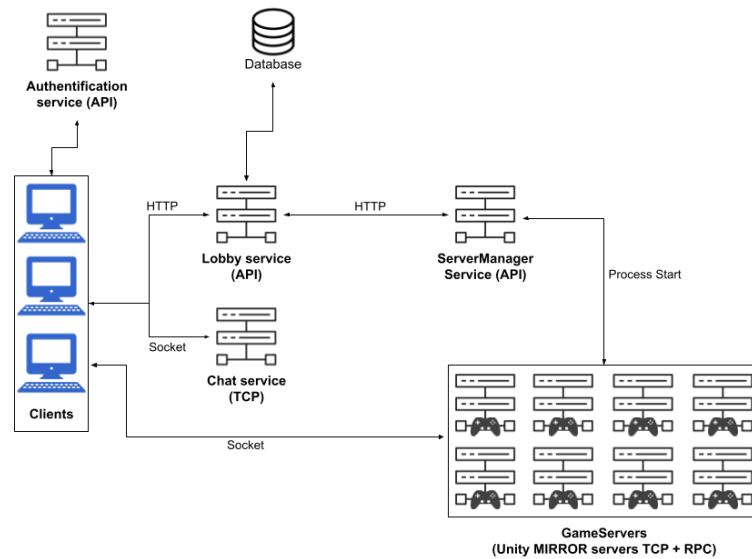 Database
Authentification
service (API)
HTTP
HTTP
Lobby service
(API)
ServerManager
Service (API)
Process Start
Socket
Chat service
(TCP)
Clients
Socket
GameServers
(Unity MIRROR servers TCP + RPC)